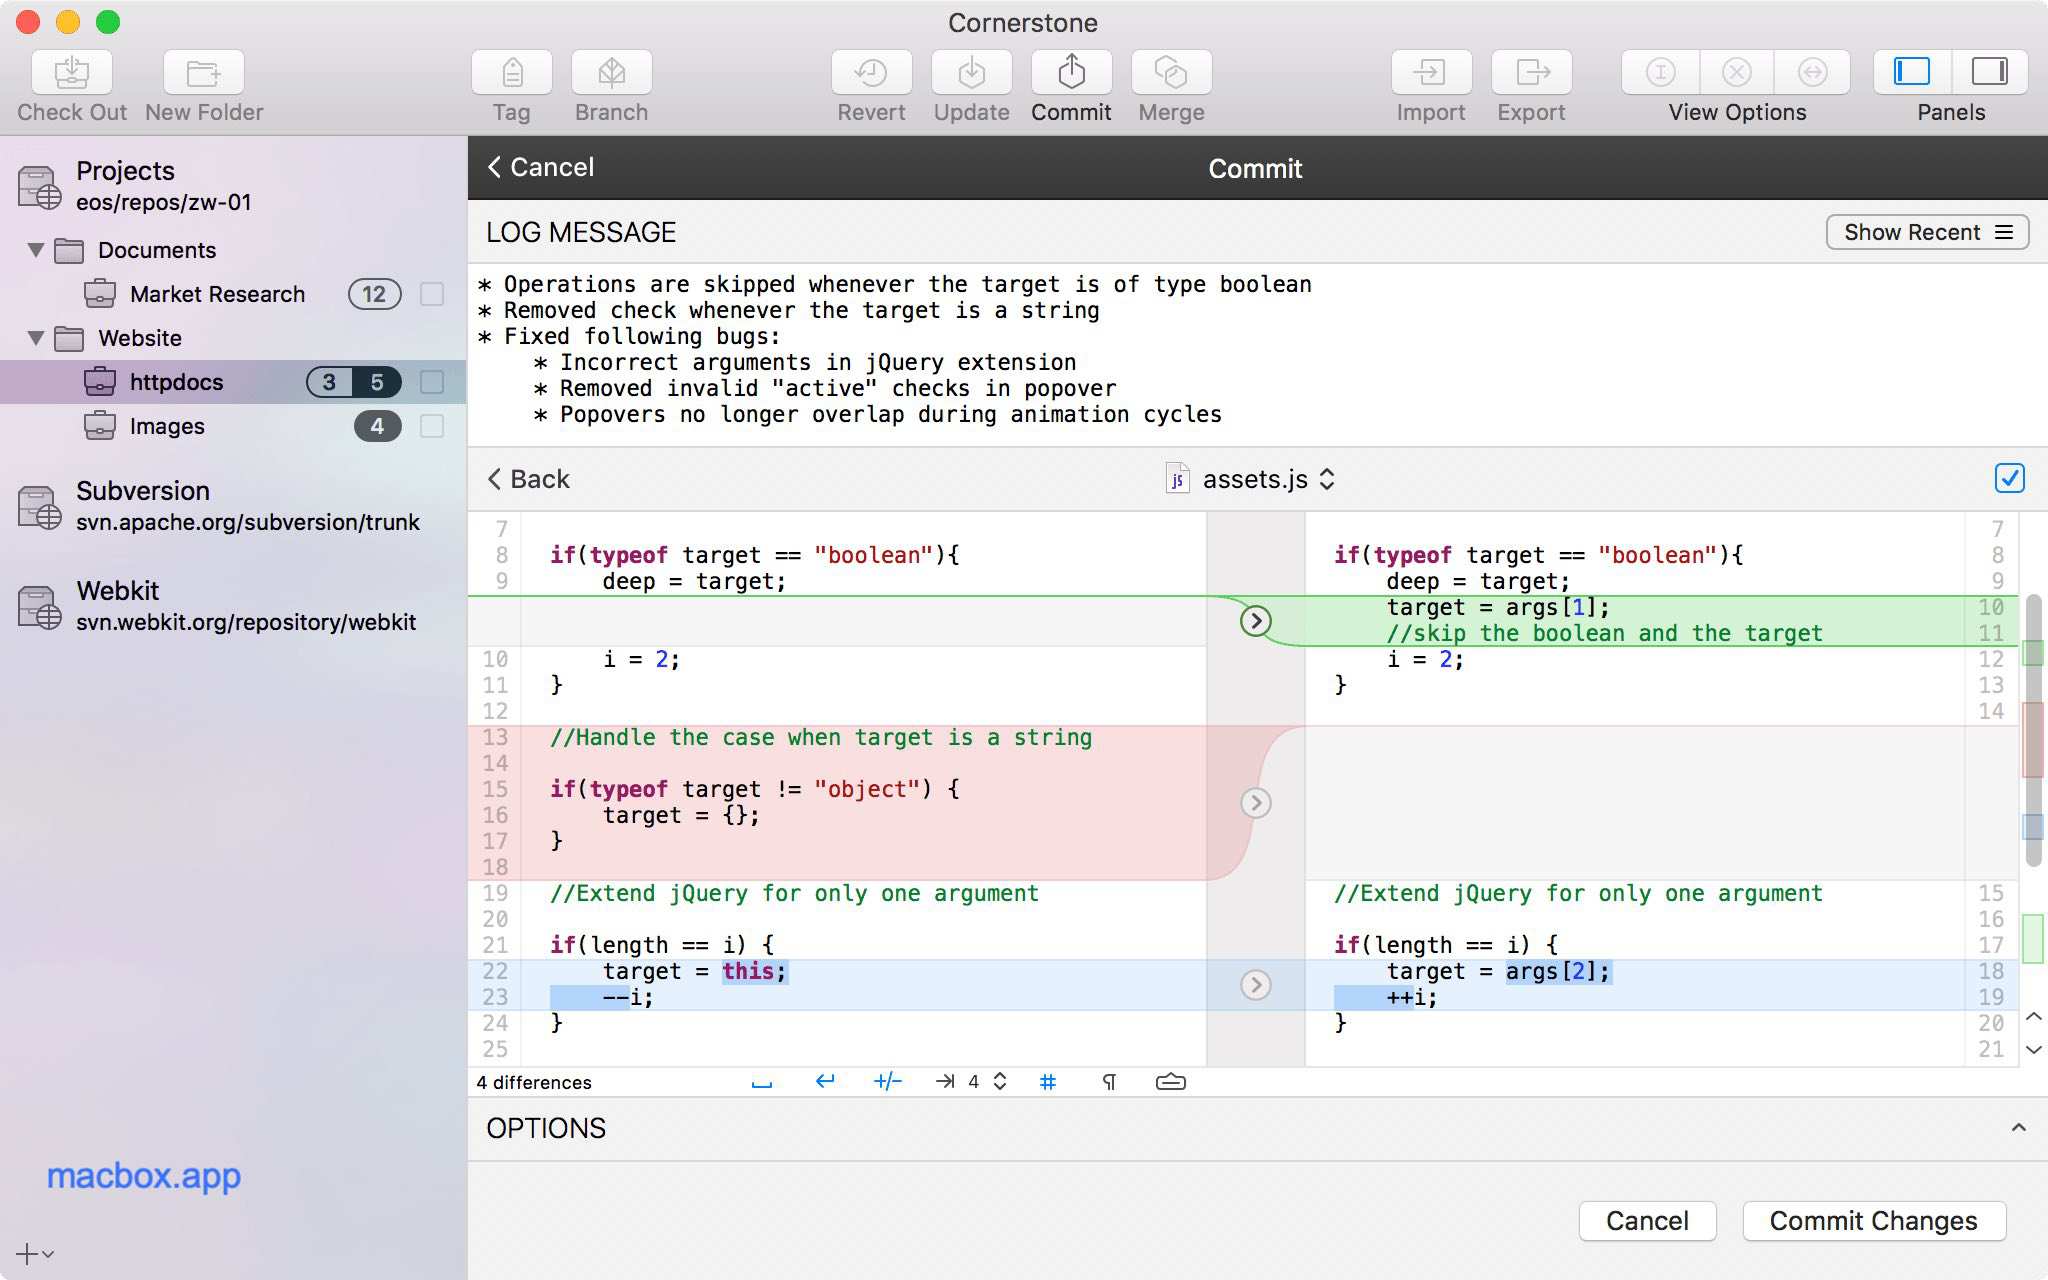 Cornerstone
Check Out
New Folder
Tag
Branch
Revert
Update
Commit
Merge
Import
Export
View Options
Panels
Projects
eos/repos/zw-01
Documents
Market Research 12
Website
httpdocs 3 5
Images 4
Subversion
svn.apache.org/subversion/trunk
Webkit
svn.webkit.org/repository/webkit
macbox.app
Cancel
Commit
LOG MESSAGE
Show Recent
* Operations are skipped whenever the target is of type boolean
* Removed check whenever the target is a string
* Fixed following bugs:
    * Incorrect arguments in jQuery extension
    * Removed invalid "active" checks in popover
    * Popovers no longer overlap during animation cycles
Back
js assets.js
7
8 if(typeof target == "boolean"){
9     deep = target;
10     i = 2;
11 }
12
13 //Handle the case when target is a string
14
15 if(typeof target != "object") {
16     target = {};
17 }
18
19 //Extend jQuery for only one argument
20
21 if(length == i) {
22     target = this;
23     --i;
24 }
25
7
if(typeof target == "boolean"){ 8
    deep = target; 9
    target = args[1]; 10
    //skip the boolean and the target 11
    i = 2; 12
} 13
14
//Extend jQuery for only one argument 15
16
if(length == i) { 17
    target = args[2]; 18
    ++i; 19
} 20
21
4 differences
+/-
4
#
¶
OPTIONS
Cancel
Commit Changes